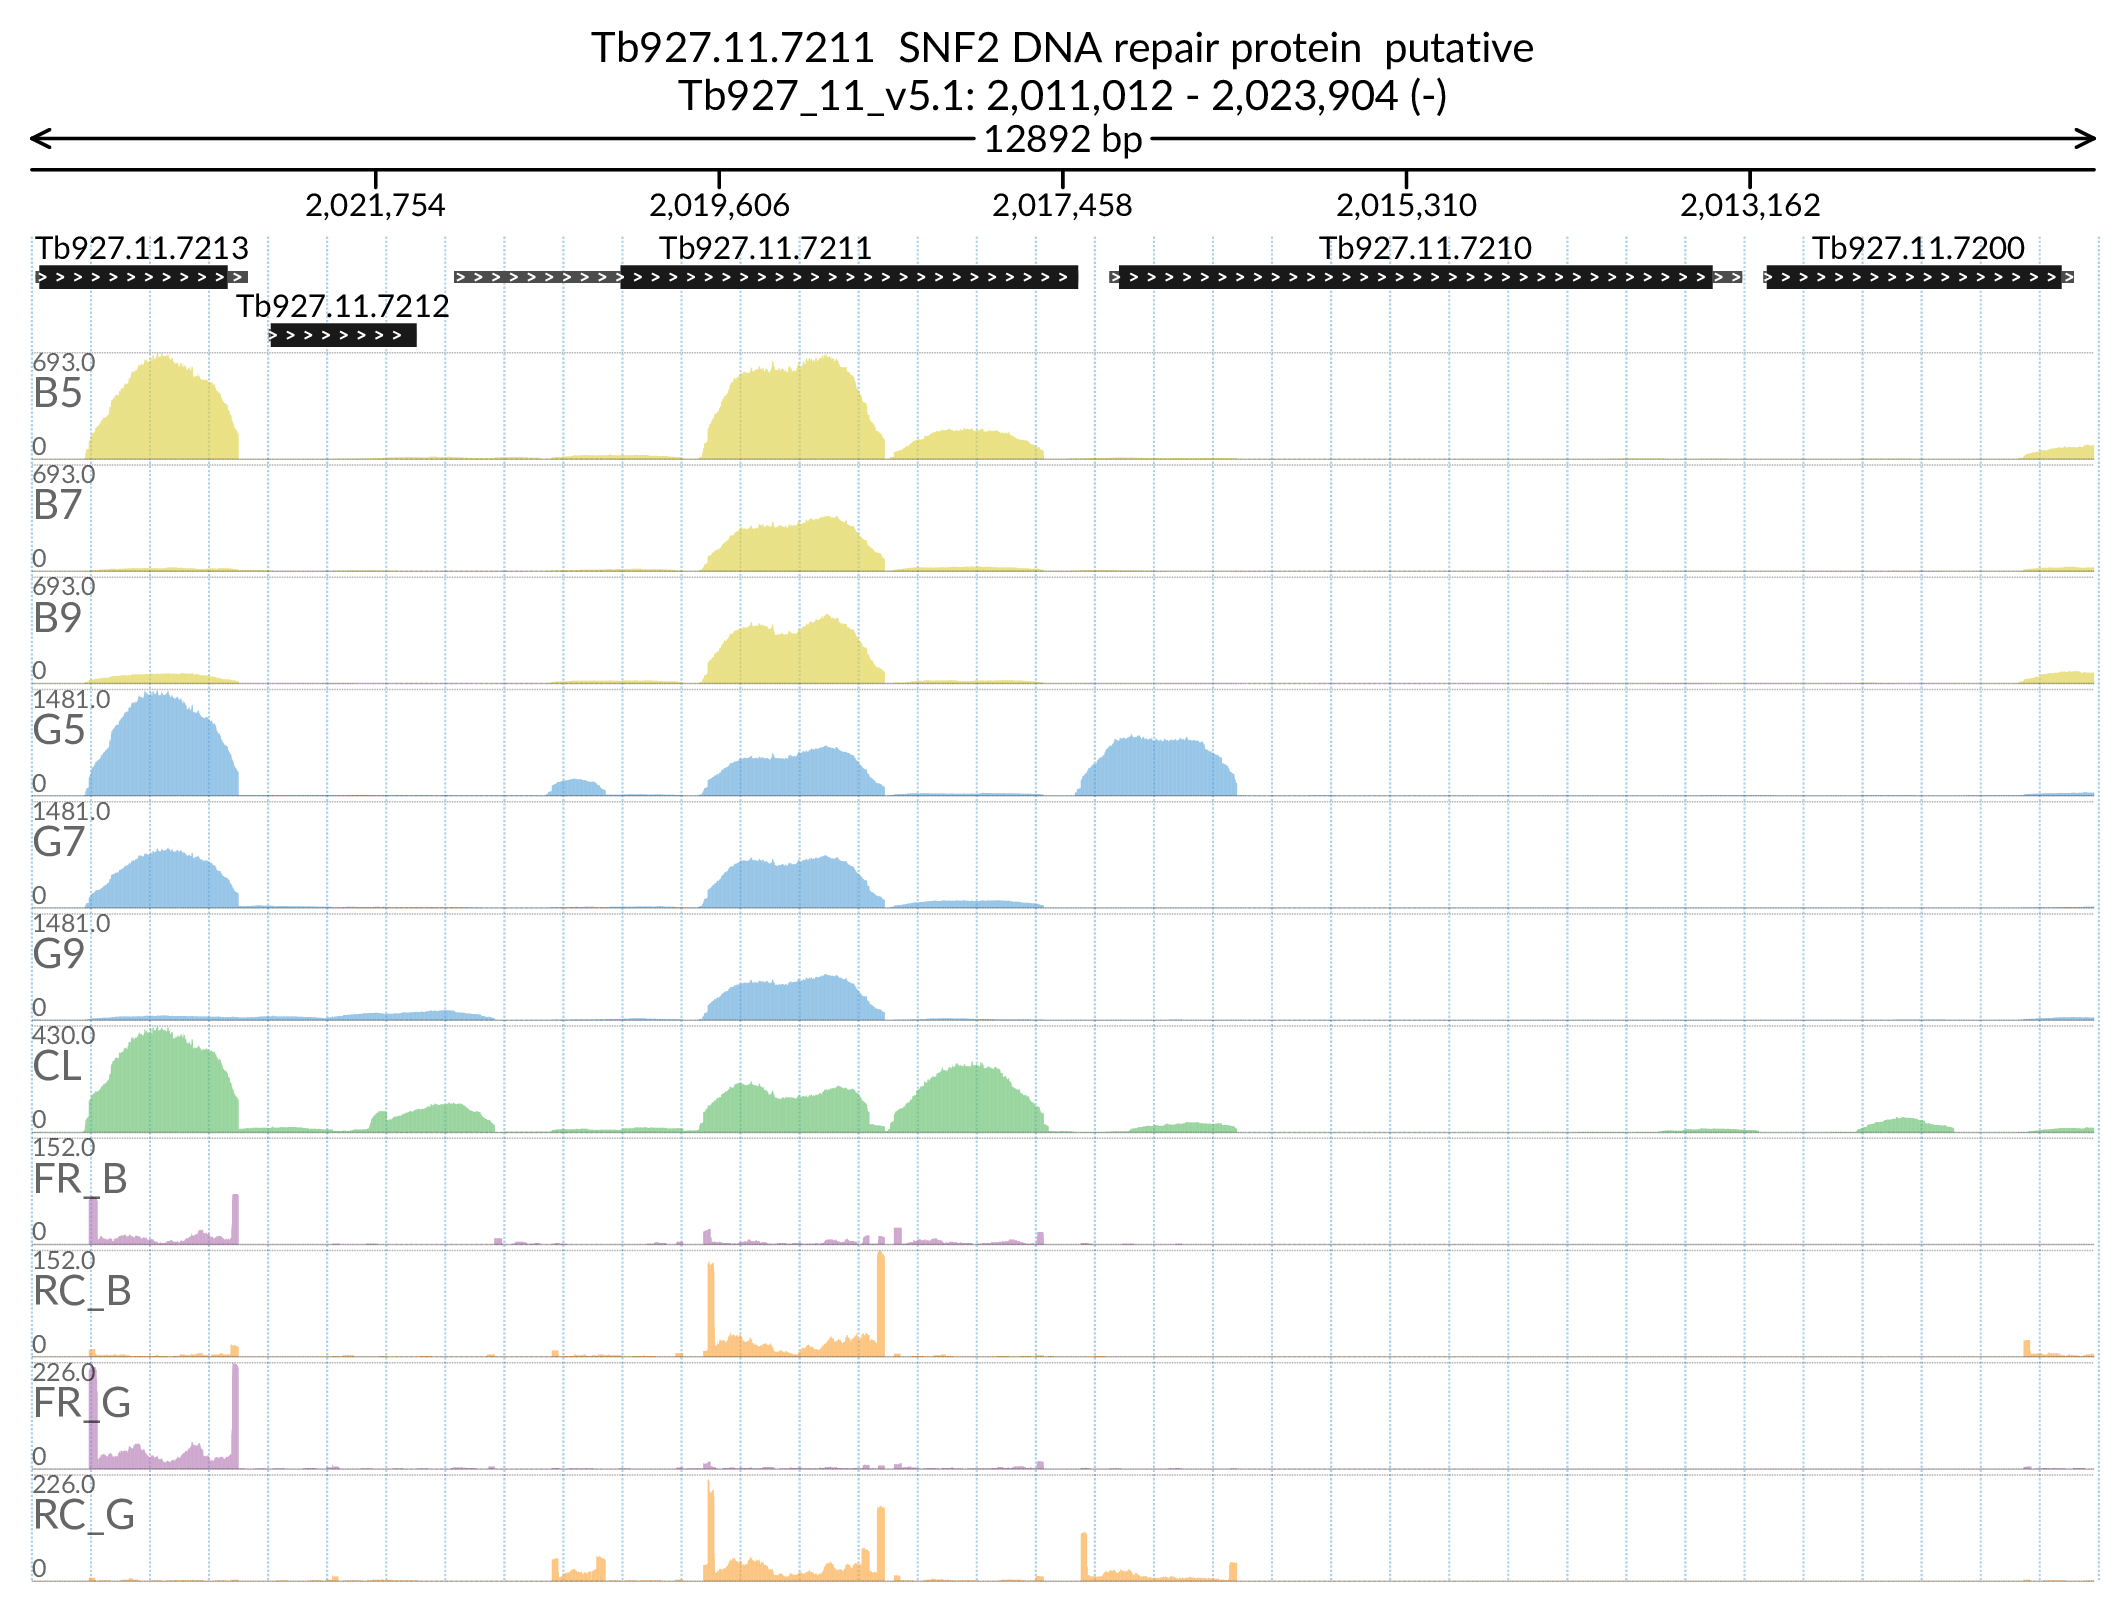 Tb927.11.7211 SNF2 DNA repair protein putative
Tb927_11_v5.1: 2,011,012 - 2,023,904 (-)
12892 bp
2,021,754 2,019,606 2,017,458 2,015,310 2,013,162
Tb927.11.7213 Tb927.11.7211 Tb927.11.7210 Tb927.11.7200
Tb927.11.7212
693.0
B5
0
693.0
B7
0
693.0
B9
0
1481.0
G5
0
1481.0
G7
0
1481.0
G9
0
430.0
CL
0
152.0
FR_B
0
152.0
RC_B
0
226.0
FR_G
0
226.0
RC_G
0